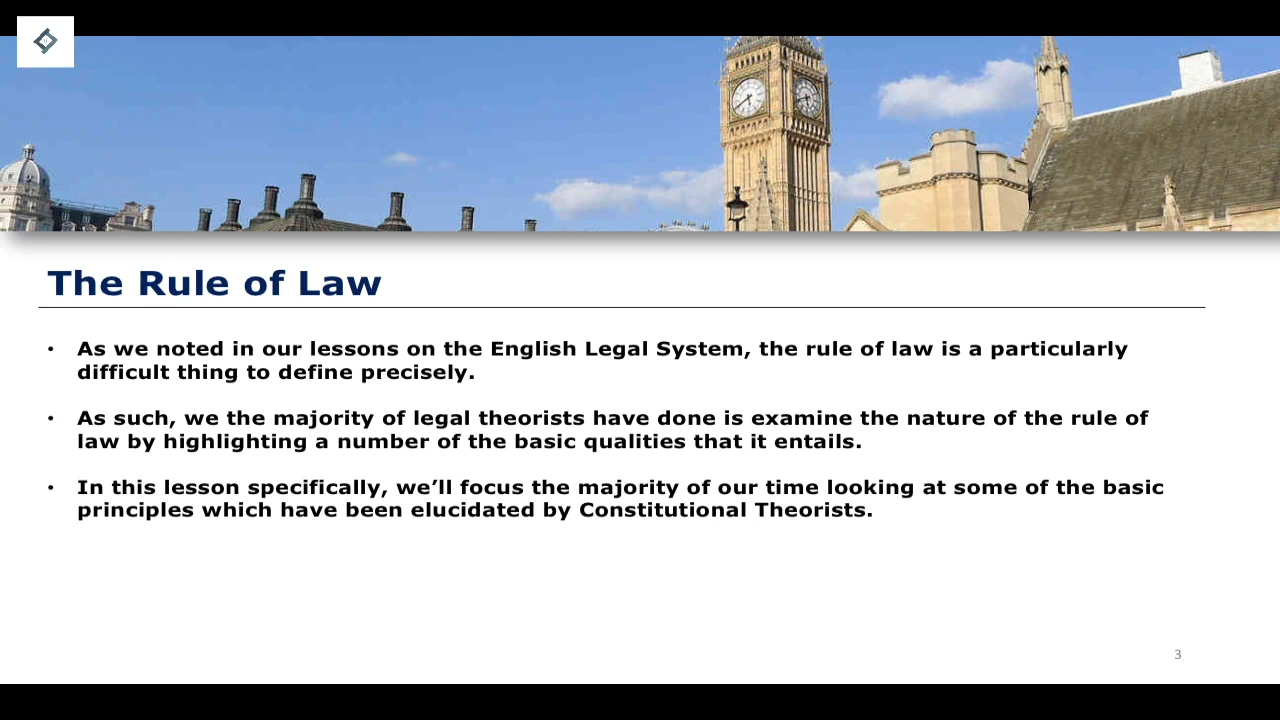 The Rule of Law
• As we noted in our lessons on the English Legal System, the rule of law is a particularly
difficult thing to define precisely.
• As such, we the majority of legal theorists have done is examine the nature of the rule of
law by highlighting a number of the basic qualities that it entails.
• In this lesson specifically, we’ll focus the majority of our time looking at some of the basic
principles which have been elucidated by Constitutional Theorists.
3